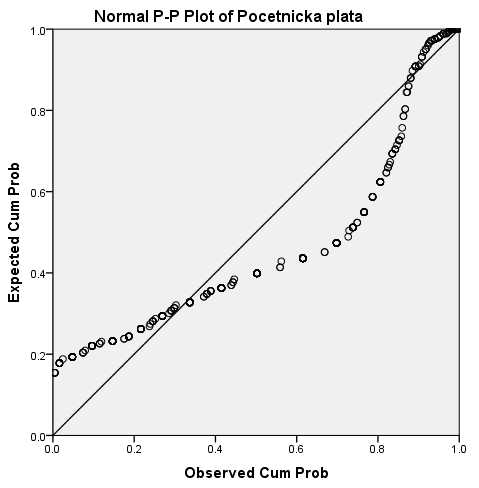 Normal P-P Plot of Pocetnicka plata
Expected Cum Prob
1.0
0.8
0.6
0.4
0.2
0.0
0.0 0.2 0.4 0.6 0.8 1.0
Observed Cum Prob